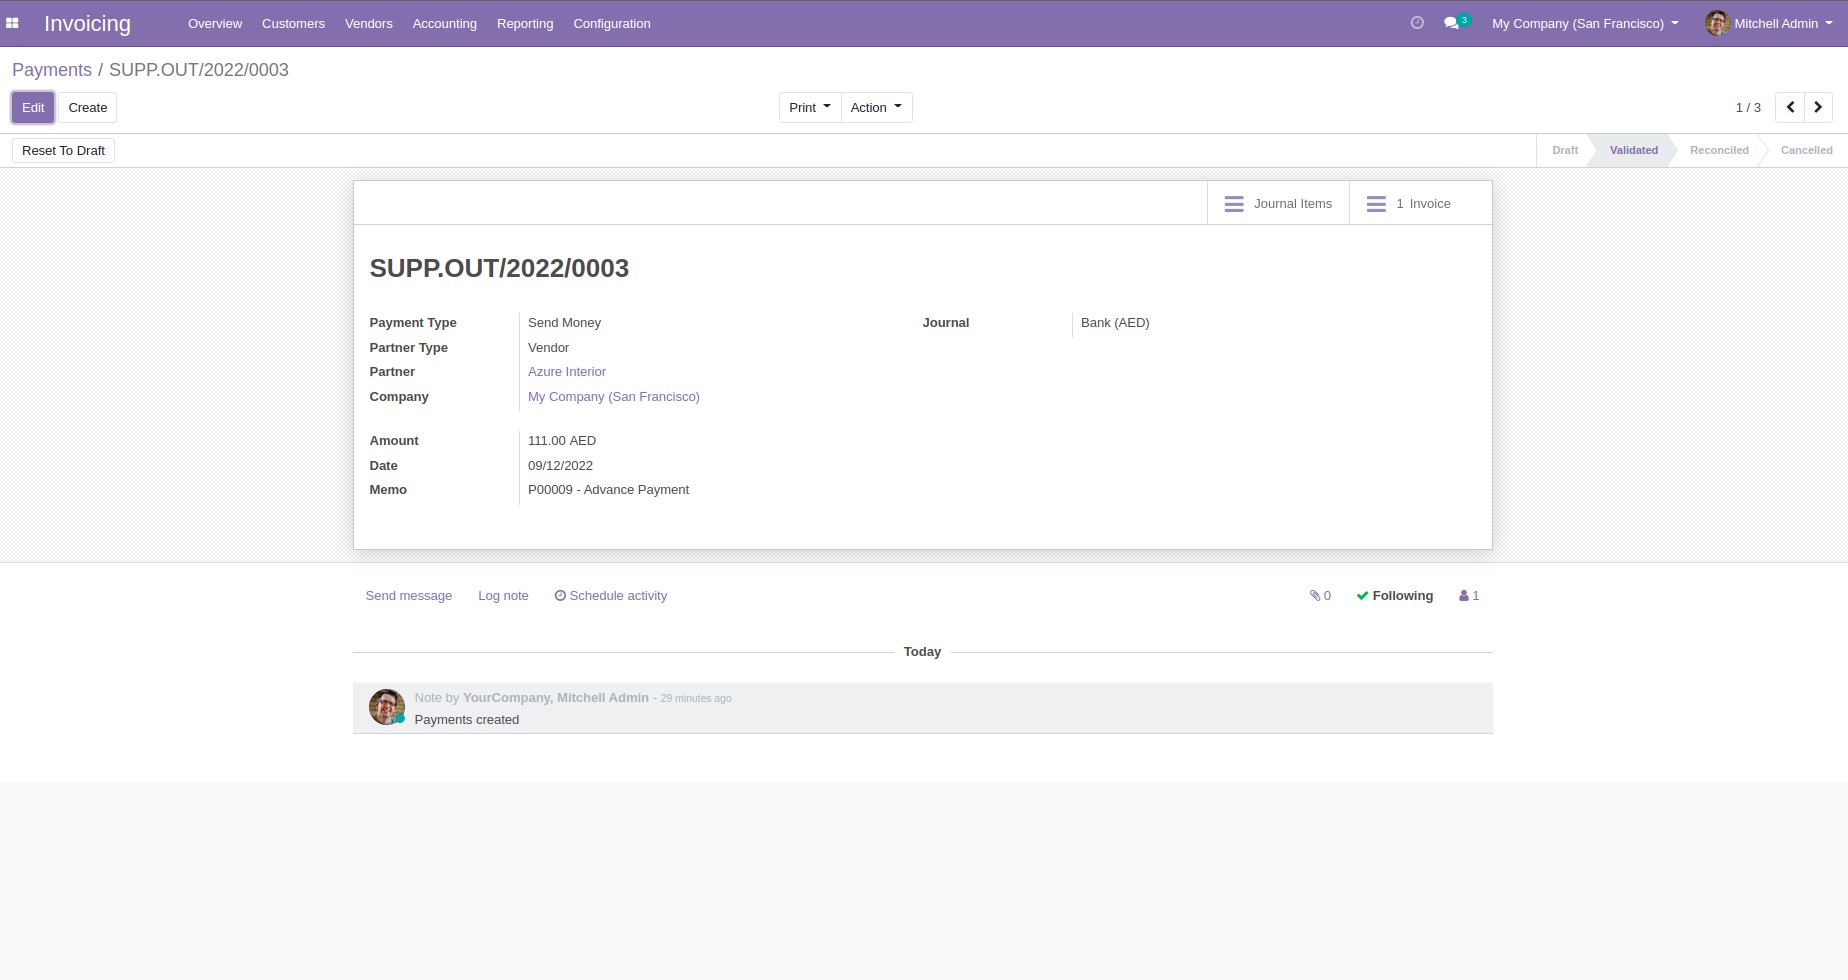 Invoicing Overview Customers Vendors Accounting Reporting Configuration 3 My Company (San Francisco) Mitchell Admin
Payments / SUPP.OUT/2022/0003
Edit Create Print Action 1 / 3
Reset To Draft Draft Validated Reconciled Cancelled
Journal Items 1 Invoice
SUPP.OUT/2022/0003
Payment Type Send Money Journal Bank (AED)
Partner Type Vendor
Partner Azure Interior
Company My Company (San Francisco)
Amount 111.00 AED
Date 09/12/2022
Memo P00009 - Advance Payment
Send message Log note Schedule activity 0 Following 1
Today
Note by YourCompany, Mitchell Admin - 29 minutes ago
Payments created